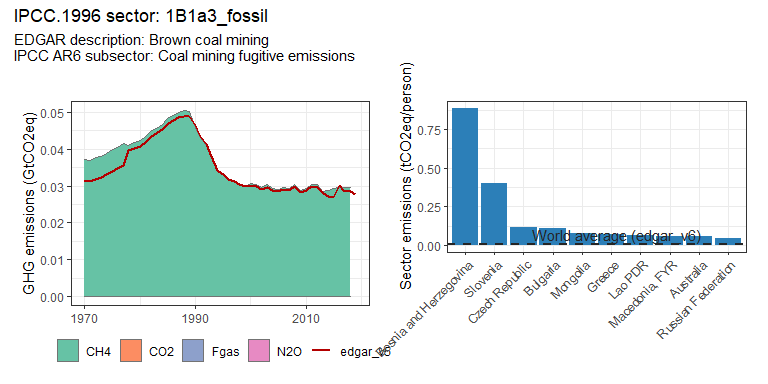 IPCC.1996 sector: 1B1a3_fossil
EDGAR description: Brown coal mining
IPCC AR6 subsector: Coal mining fugitive emissions
GHG emissions (GtCO2eq)
0.05
0.04
0.03
0.02
0.01
0.00
1970
1990
2010
CH4
CO2
Fgas
N2O
Sector emissions (tCO2eq/person)
0.75
0.50
0.25
0.00
World average (edgar_v6)
Bosnia and Herzegovina
Slovenia
Czech Republic
Bulgaria
Mongolia
Greece
Lao PDR
Macedonia, FYR
Australia
Russian Federation